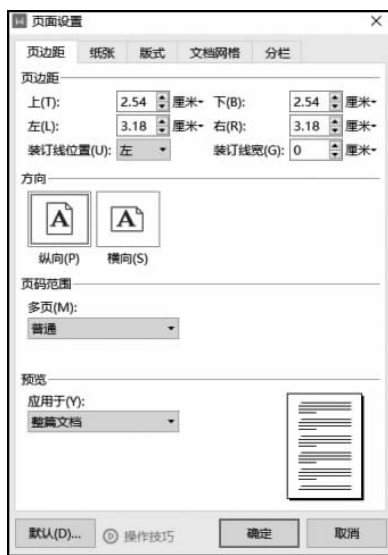 W 页面设置
页边距 纸张 版式 文档网格 分栏
页边距
上(T): 2.54 厘米 下(B): 2.54 厘米
左(L): 3.18 厘米 右(R): 3.18 厘米
装订线位置(U): 左 装订线宽(G): 0 厘米
方向
A A
纵向(P) 横向(S)
页码范围
多页(M):
普通
预览
应用于(Y):
整篇文档
默认(D)... 操作技巧 确定 取消